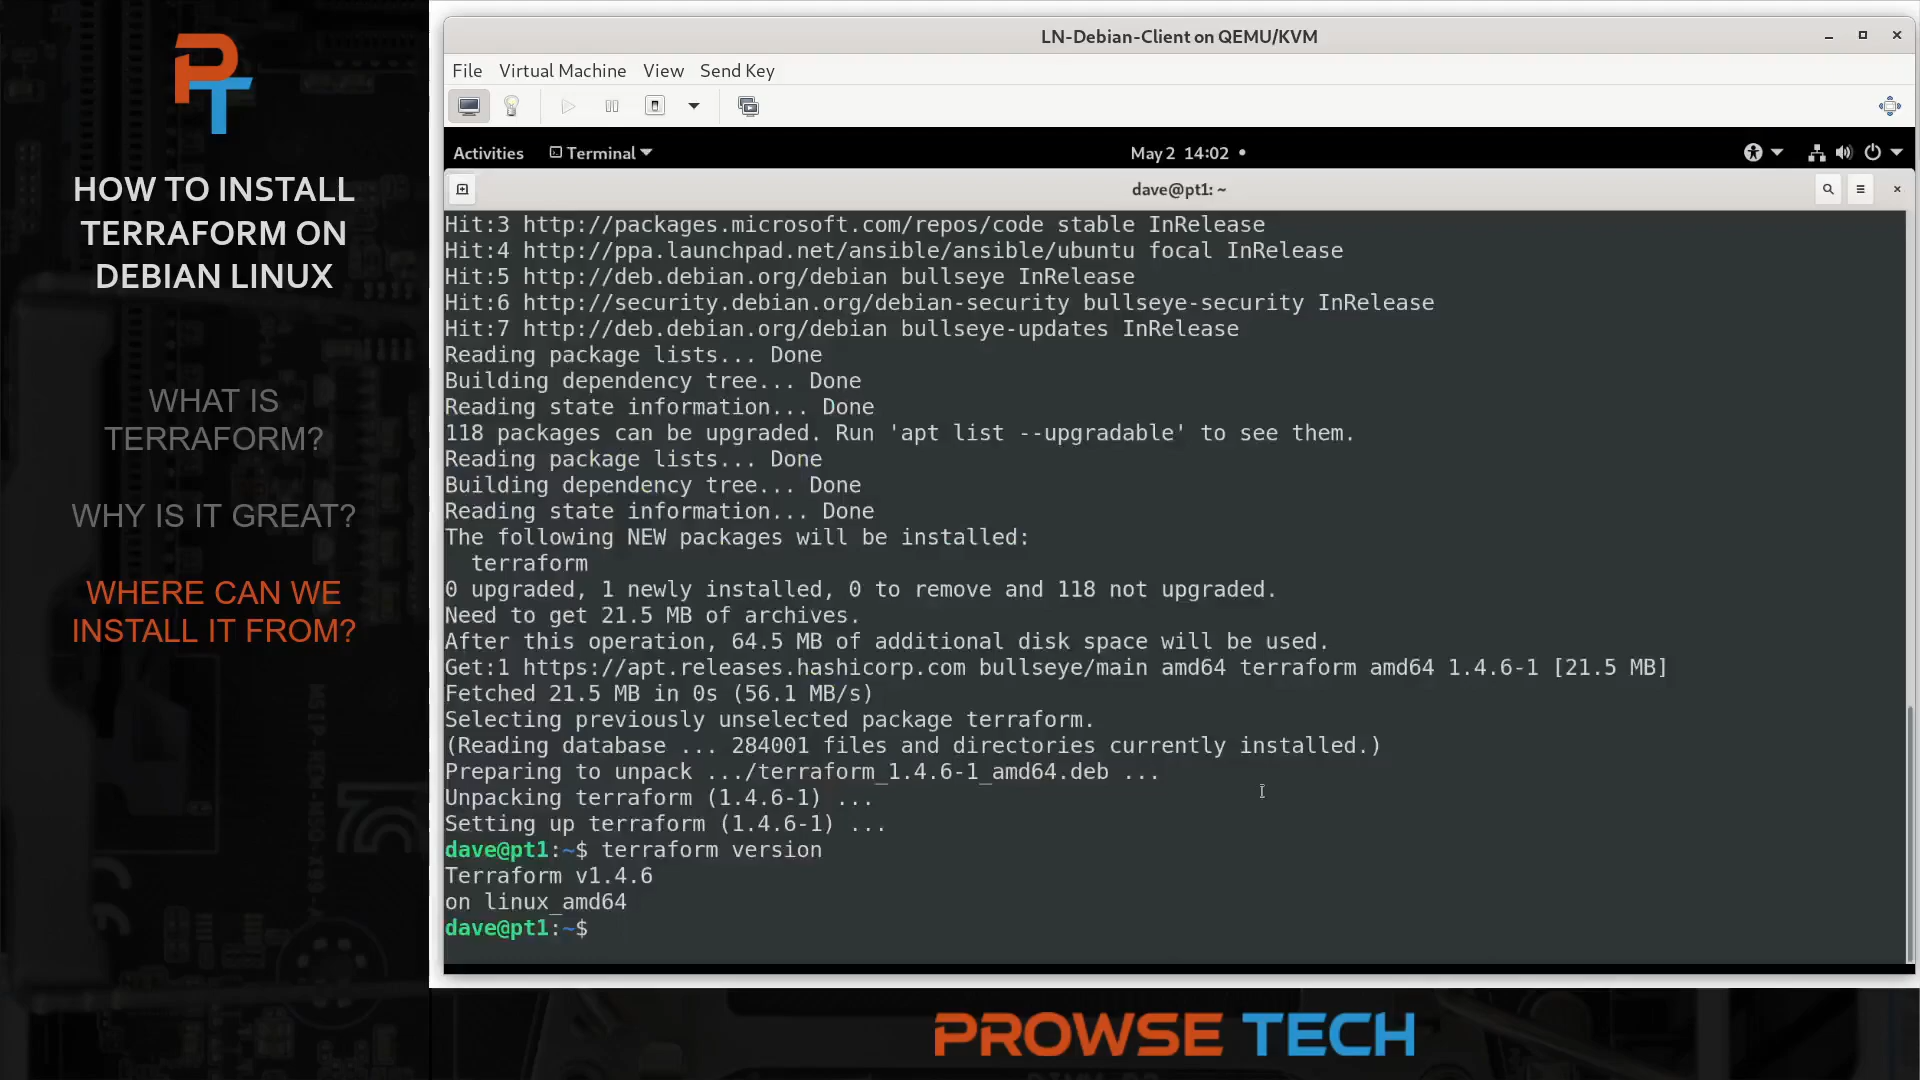 PT
HOW TO INSTALL
TERRAFORM ON
DEBIAN LINUX
WHAT IS
TERRAFORM?
WHY IS IT GREAT?
WHERE CAN WE
INSTALL IT FROM?
LN-Debian-Client on QEMU/KVM
File Virtual Machine View Send Key
Activities Terminal May 2 14:02
dave@pt1: ~
Hit:3 http://packages.microsoft.com/repos/code stable InRelease
Hit:4 http://ppa.launchpad.net/ansible/ansible/ubuntu focal InRelease
Hit:5 http://deb.debian.org/debian bullseye InRelease
Hit:6 http://security.debian.org/debian-security bullseye-security InRelease
Hit:7 http://deb.debian.org/debian bullseye-updates InRelease
Reading package lists... Done
Building dependency tree... Done
Reading state information... Done
118 packages can be upgraded. Run 'apt list --upgradable' to see them.
Reading package lists... Done
Building dependency tree... Done
Reading state information... Done
The following NEW packages will be installed:
  terraform
0 upgraded, 1 newly installed, 0 to remove and 118 not upgraded.
Need to get 21.5 MB of archives.
After this operation, 64.5 MB of additional disk space will be used.
Get:1 https://apt.releases.hashicorp.com bullseye/main amd64 terraform amd64 1.4.6-1 [21.5 MB]
Fetched 21.5 MB in 0s (56.1 MB/s)
Selecting previously unselected package terraform.
(Reading database ... 284001 files and directories currently installed.)
Preparing to unpack .../terraform_1.4.6-1_amd64.deb ...
Unpacking terraform (1.4.6-1) ...
Setting up terraform (1.4.6-1) ...
dave@pt1:~$ terraform version
Terraform v1.4.6
on linux_amd64
dave@pt1:~$
PROWSE TECH